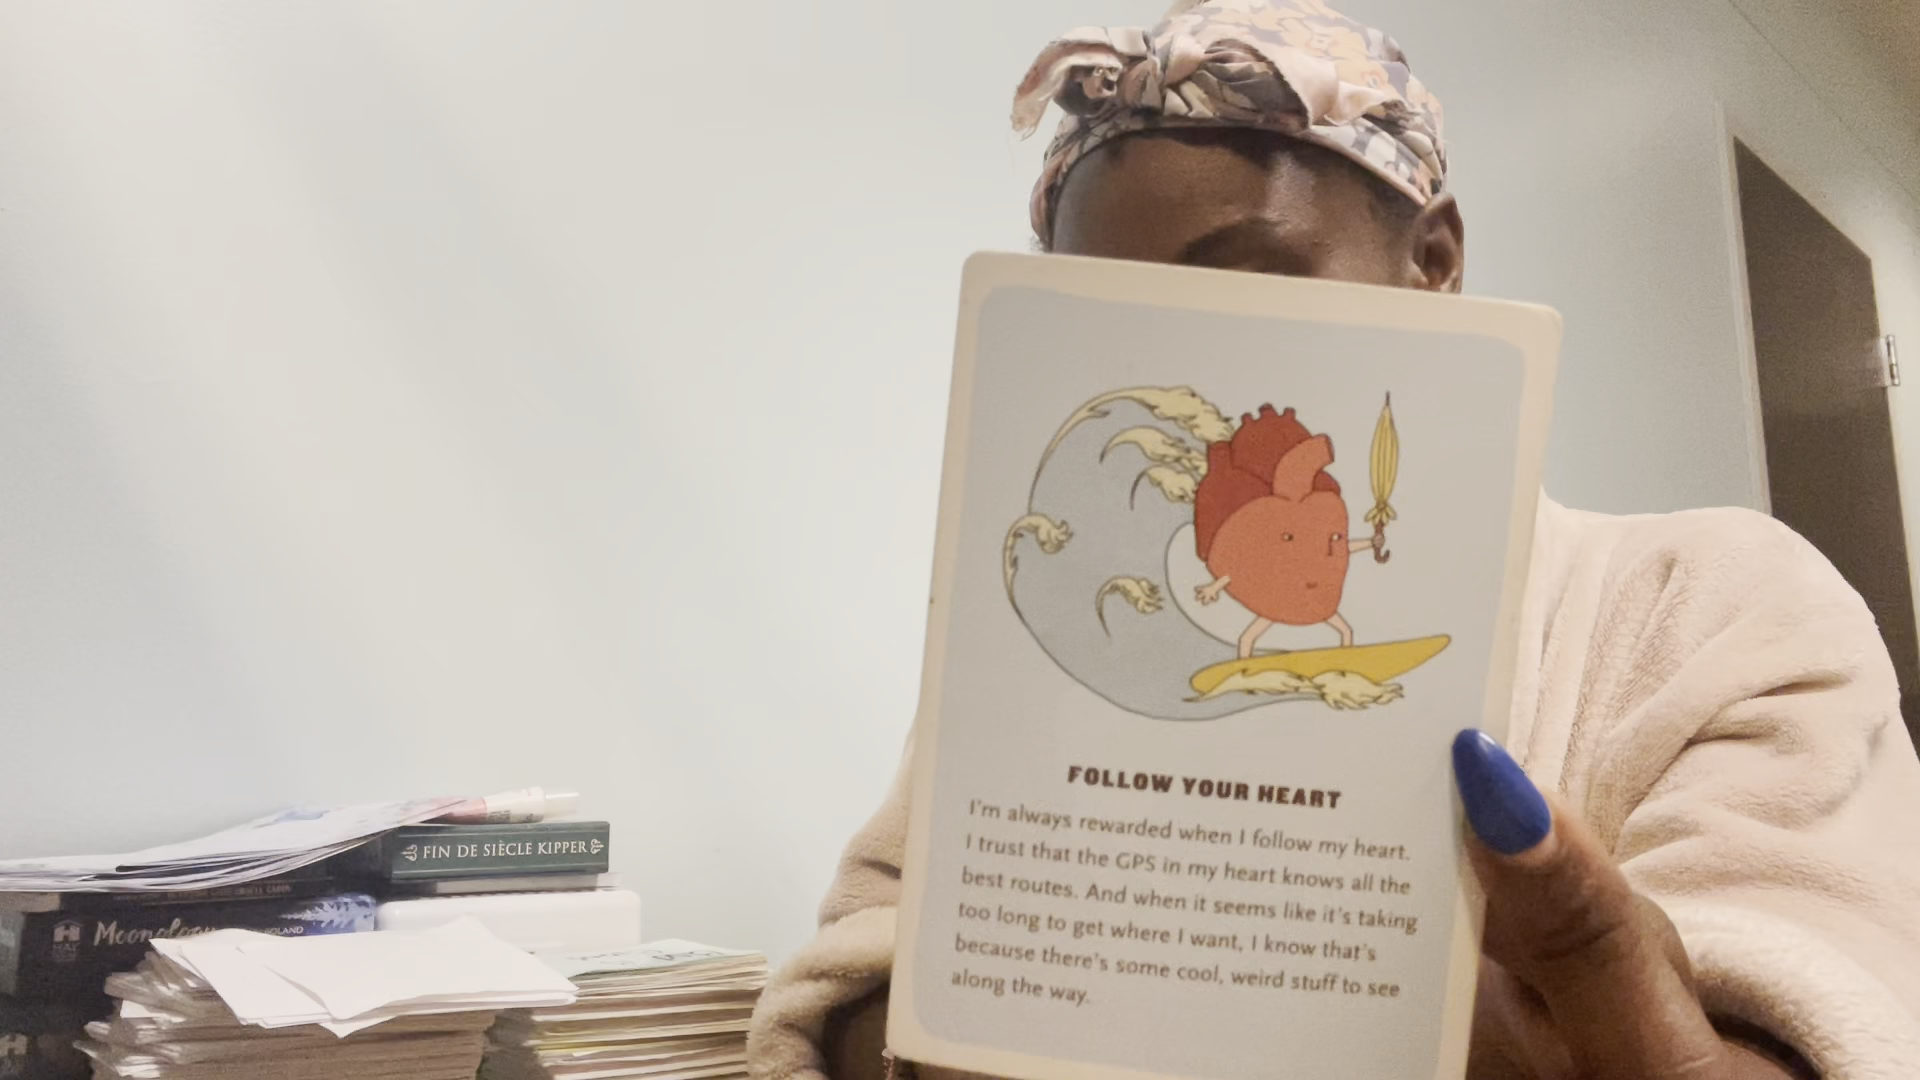 FOLLOW YOUR HEART
I'm always rewarded when I follow my heart.
I trust that the GPS in my heart knows all the
best routes. And when it seems like it's taking
too long to get where I want, I know that's
because there's some cool, weird stuff to see
along the way.
FIN DE SIÈCLE KIPPER
Moonology
HAY